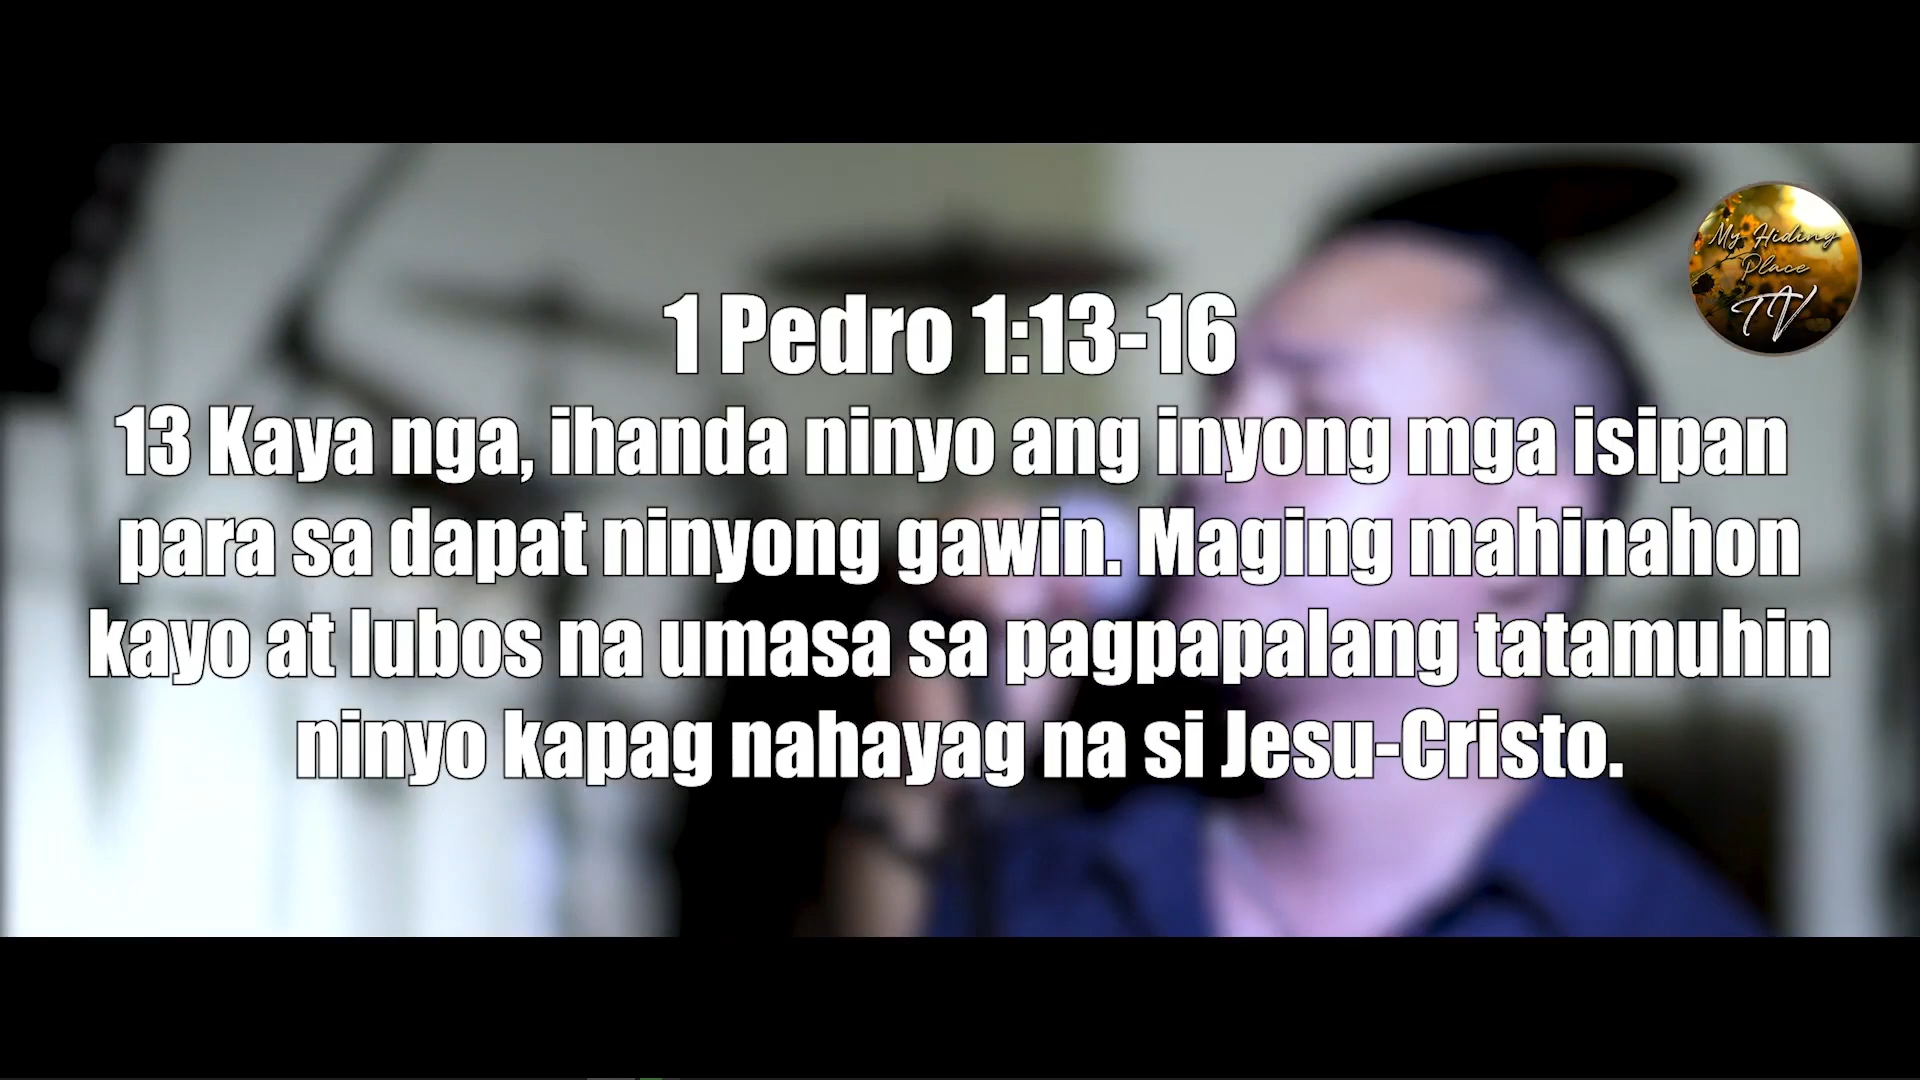 1 Pedro 1:13-16
13 Kaya nga, ihanda ninyo ang inyong mga isipan
para sa dapat ninyong gawin. Maging mahinahon
kayo at lubos na umasa sa pagpapalang tatamuhin
ninyo kapag nahayag na si Jesu-Cristo.
My Hiding
Place
TV